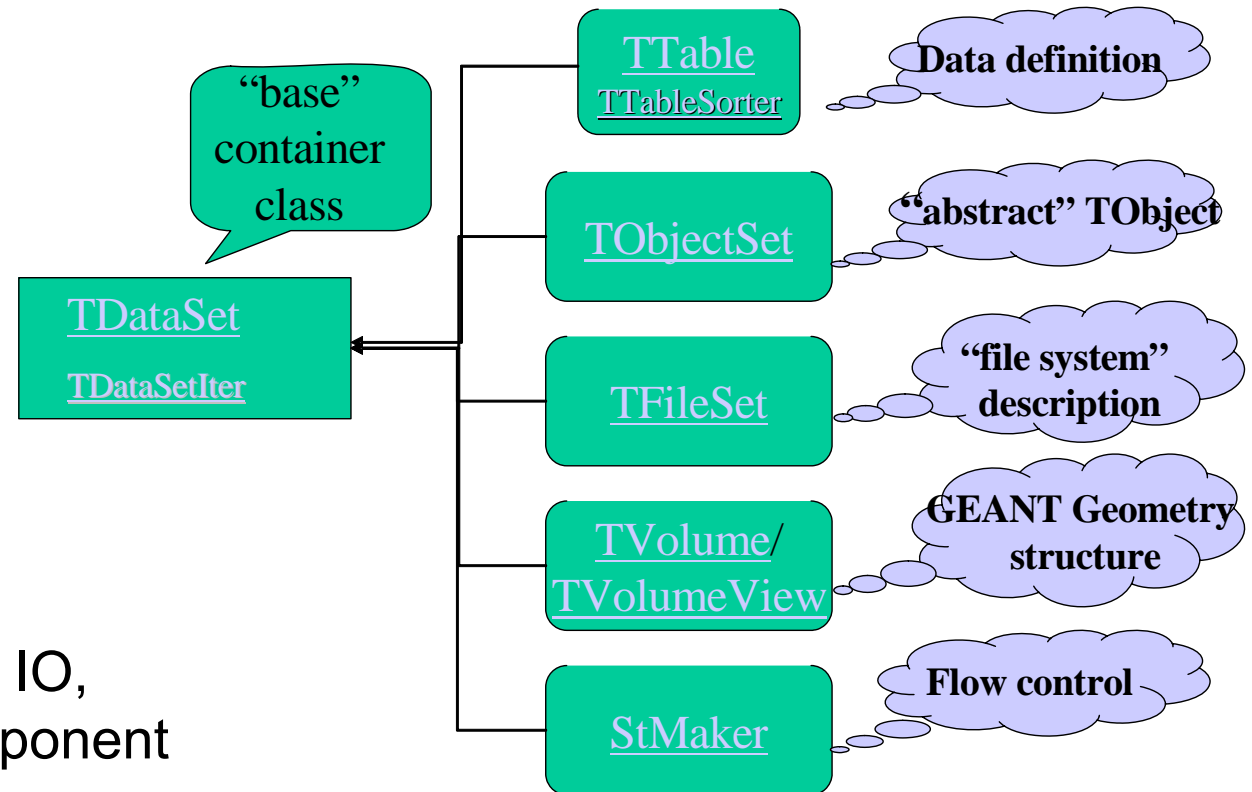 “base”
container
class
TDataSet
TDataSetIter
TTable
TTableSorter
Data definition
TObjectSet
“abstract” TObject
TFileSet
“file system”
description
TVolume/
TVolumeView
GEANT Geometry
structure
StMaker
Flow control
IO,
ponent